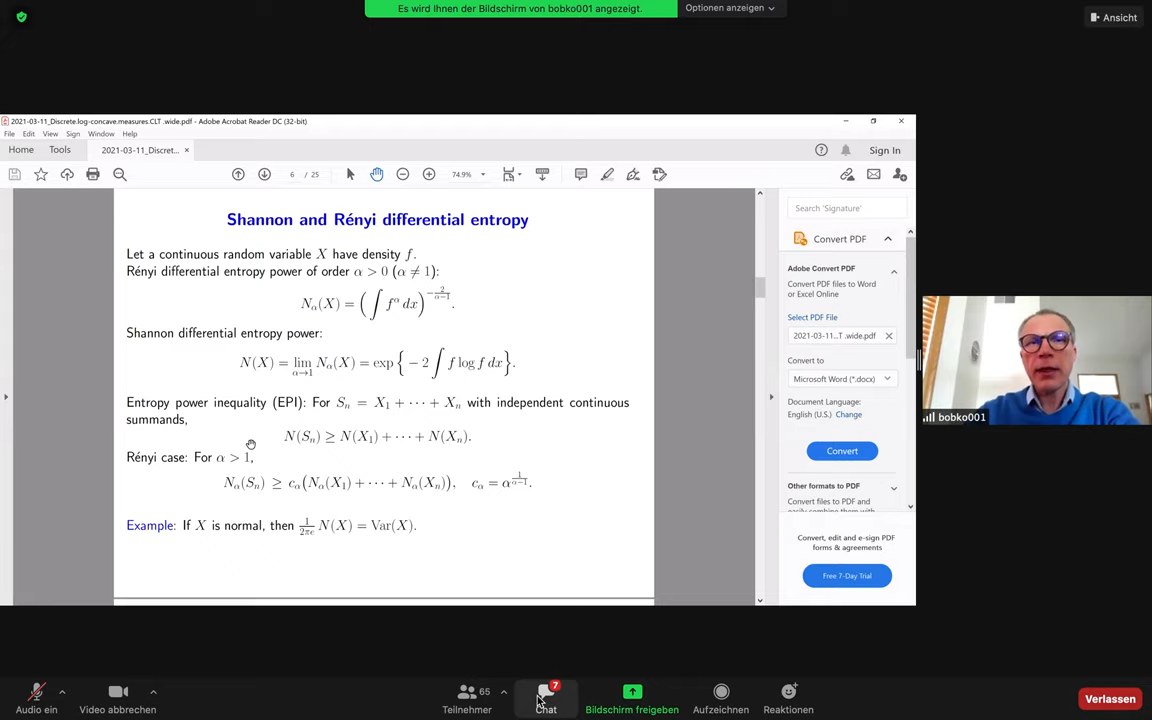 Es wird Ihnen der Bildschirm von bobko001 angezeigt.
Optionen anzeigen
Ansicht
2021-03-11_Discrete.log-concave.measures.CLT .wide.pdf - Adobe Acrobat Reader DC (32-bit)
File Edit View Sign Window Help
Home Tools 2021-03-11_Discret... × Sign In
6 / 25 74.9%
Shannon and Rényi differential entropy
Let a continuous random variable X have density f.
Rényi differential entropy power of order α > 0 (α ≠ 1):
N_α(X) = (∫ f^α dx)^{-2/(α-1)}.
Shannon differential entropy power:
N(X) = lim_{α→1} N_α(X) = exp{ − 2 ∫ f log f dx}.
Entropy power inequality (EPI): For S_n = X_1 + ··· + X_n with independent continuous
summands,
N(S_n) ≥ N(X_1) + ··· + N(X_n).
Rényi case: For α > 1,
N_α(S_n) ≥ c_α(N_α(X_1) + ··· + N_α(X_n)), c_α = α^{1/(α-1)}.
Example: If X is normal, then 1/(2πe) N(X) = Var(X).
Search 'Signature'
Convert PDF
Adobe Convert PDF
Convert PDF files to Word
or Excel Online
Select PDF File
2021-03-11...T .wide.pdf ×
Convert to
Microsoft Word (*.docx)
Document Language:
English (U.S.) Change
Convert
Other formats to PDF
Convert files to PDF and
easily combine them with
Convert, edit and e-sign PDF
forms & agreements
Free 7-Day Trial
bobko001
Audio ein
Video abbrechen
65
Teilnehmer
7
Chat
Bildschirm freigeben
Aufzeichnen
Reaktionen
Verlassen